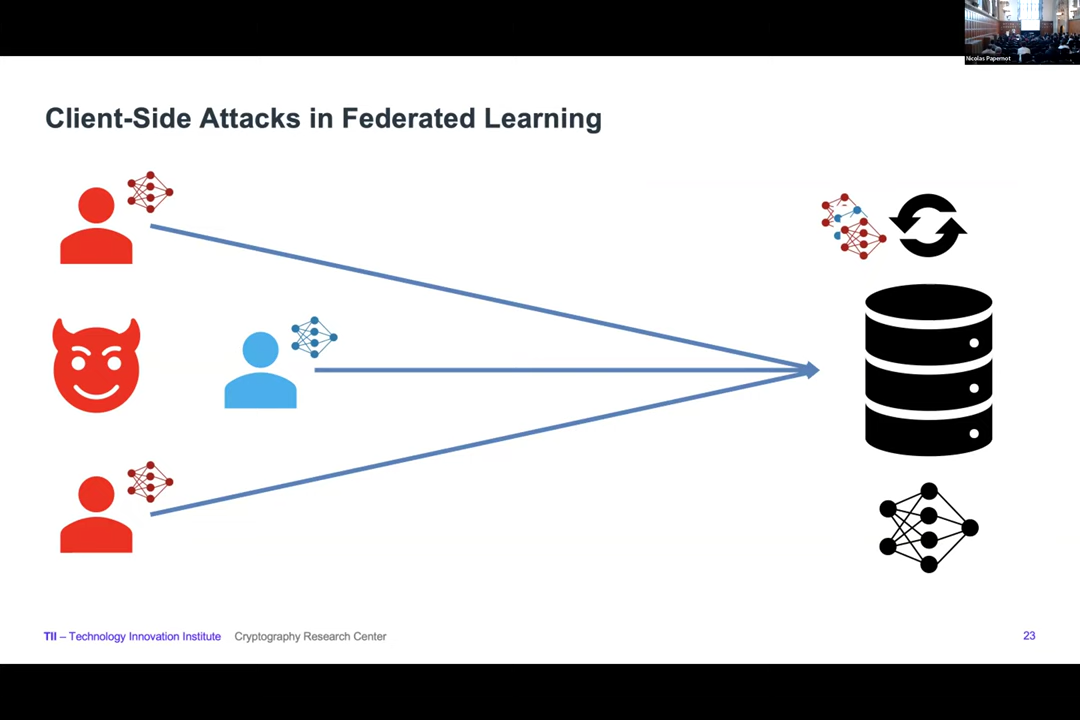 Nicolas Papernot
Client-Side Attacks in Federated Learning
TII – Technology Innovation Institute Cryptography Research Center
23